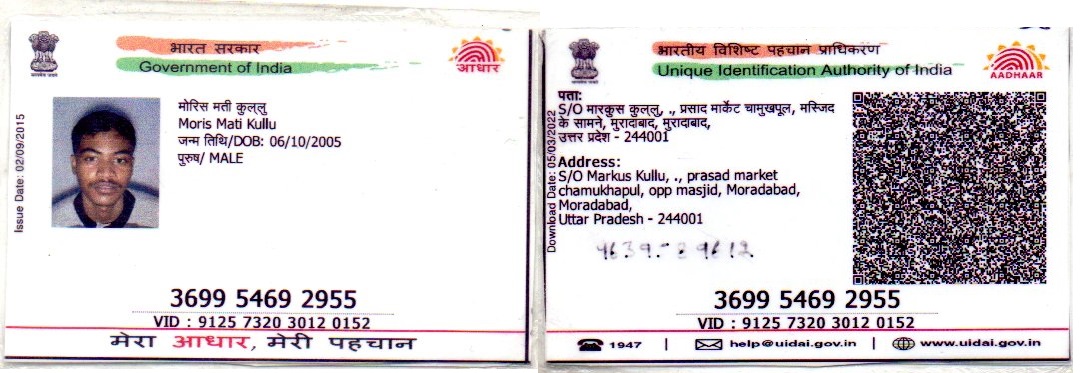 भारत सरकार
Government of India
आधार
Issue Date: 02/09/2015
मोरिस मती कुल्लु
Moris Mati Kullu
जन्म तिथि/DOB: 06/10/2005
पुरुष/ MALE
3699 5469 2955
VID : 9125 7320 3012 0152
मेरा आधार, मेरी पहचान
भारतीय विशिष्ट पहचान प्राधिकरण
Unique Identification Authority of India
AADHAAR
Download Date: 05/03/2022
पता:
S/O मारकुस कुल्लु, ., प्रसाद मार्केट चामुखपूल, मस्जिद
के सामने, मुरादाबाद, मुरादाबाद,
उत्तर प्रदेश - 244001
Address:
S/O Markus Kullu, ., prasad market
chamukhapul, opp masjid, Moradabad,
Moradabad,
Uttar Pradesh - 244001
3699 5469 2955
VID : 9125 7320 3012 0152
1947 | help@uidai.gov.in | www.uidai.gov.in